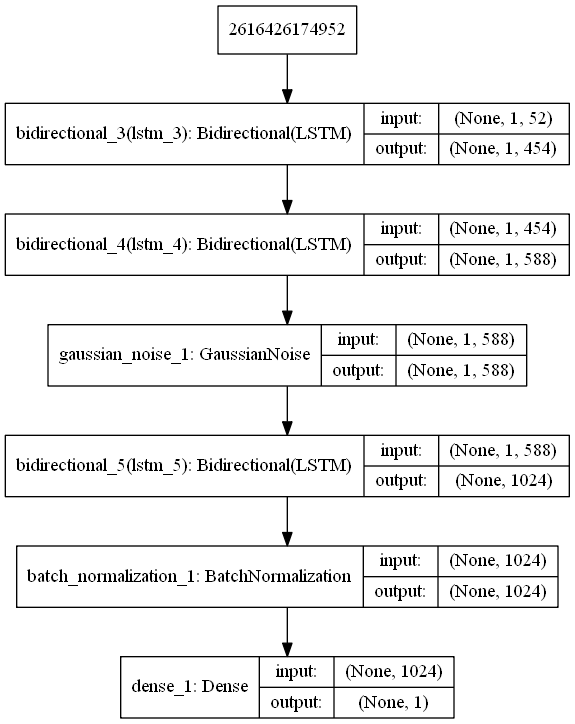 2616426174952
bidirectional_3(lstm_3): Bidirectional(LSTM)
input: (None, 1, 52)
output: (None, 1, 454)
bidirectional_4(lstm_4): Bidirectional(LSTM)
input: (None, 1, 454)
output: (None, 1, 588)
gaussian_noise_1: GaussianNoise
input: (None, 1, 588)
output: (None, 1, 588)
bidirectional_5(lstm_5): Bidirectional(LSTM)
input: (None, 1, 588)
output: (None, 1024)
batch_normalization_1: BatchNormalization
input: (None, 1024)
output: (None, 1024)
dense_1: Dense
input: (None, 1024)
output: (None, 1)